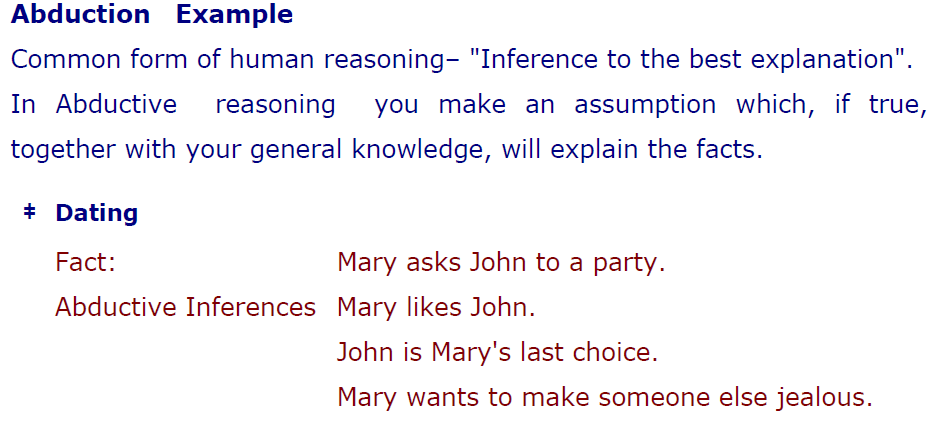 Abduction Example
Common form of human reasoning– "Inference to the best explanation".
In Abductive reasoning you make an assumption which, if true,
together with your general knowledge, will explain the facts.
‡ Dating
Fact: Mary asks John to a party.
Abductive Inferences Mary likes John.
John is Mary's last choice.
Mary wants to make someone else jealous.